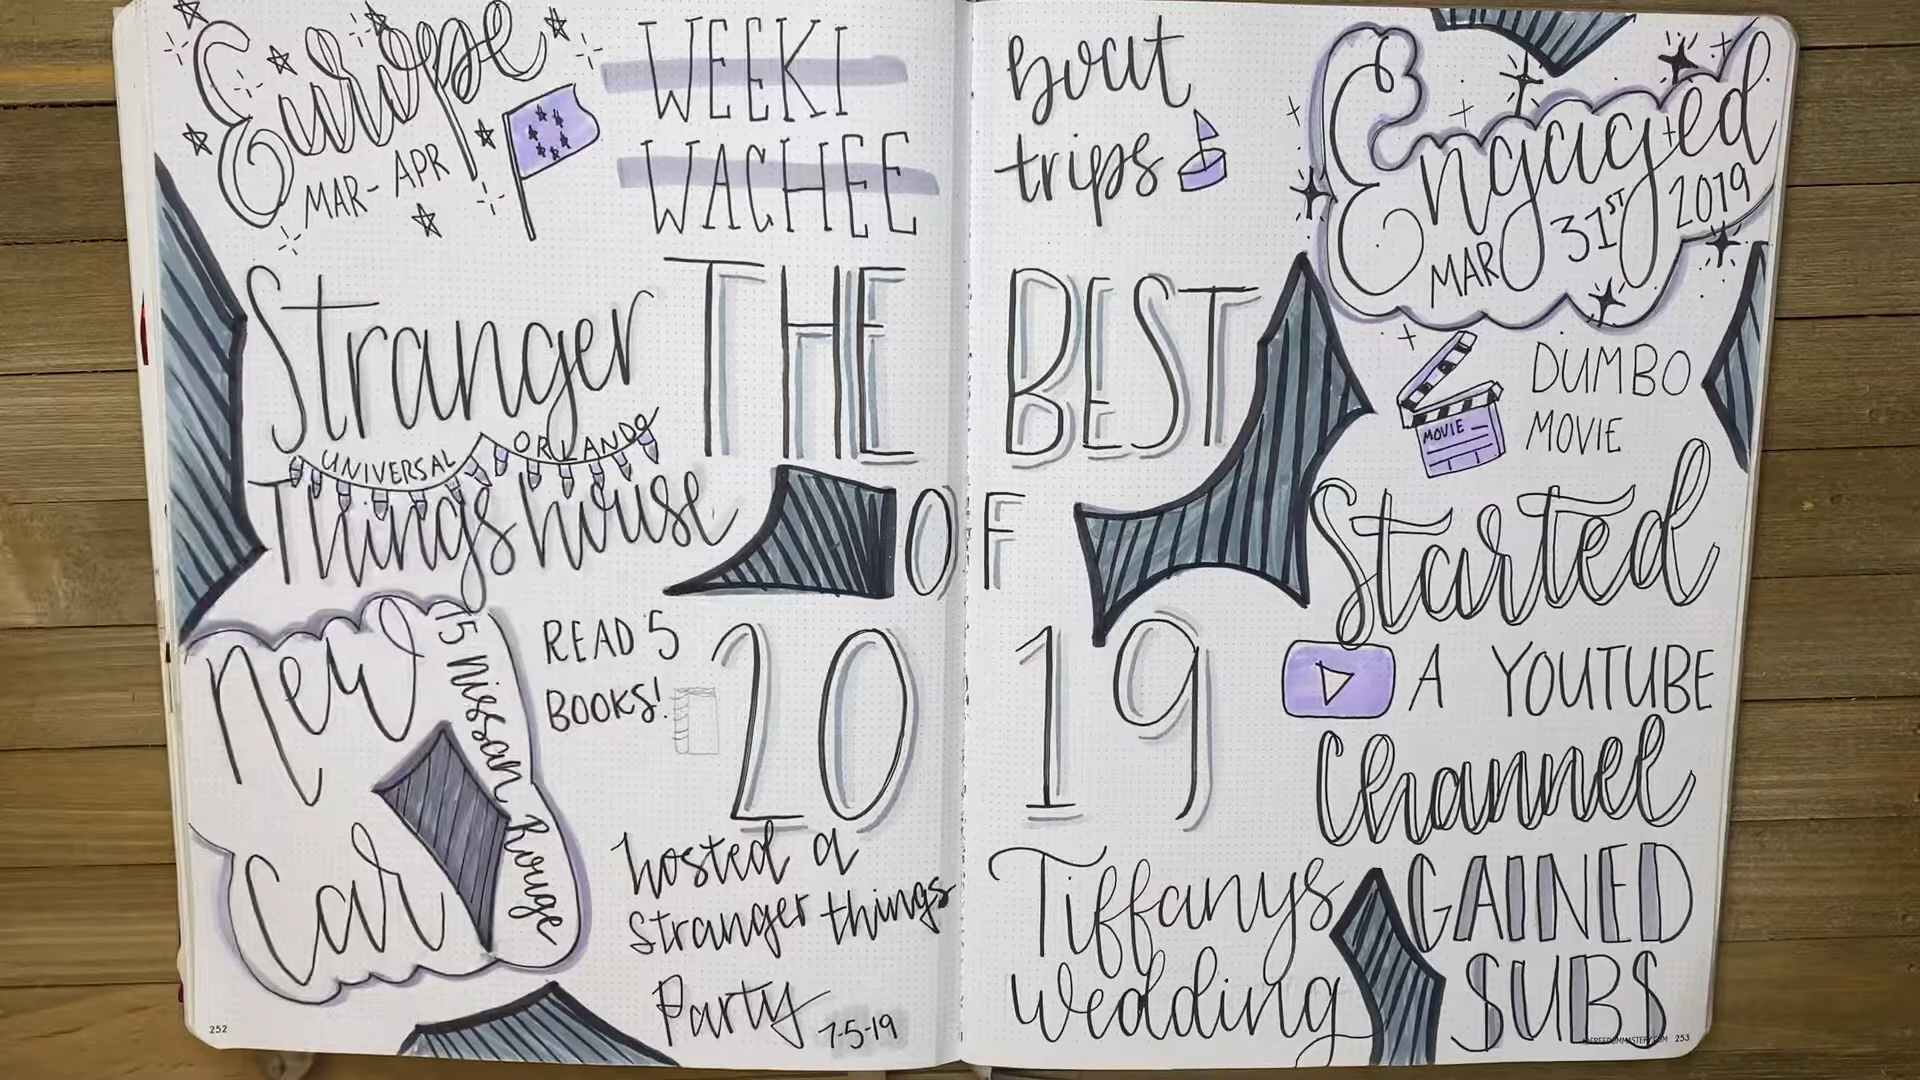 Europe
MAR-APR
WEEKI
WACHEE
Stranger
UNIVERSAL ORLANDO
Things house
New
Car
15 Nissan Rouge
READ 5
BOOKS!
hosted a
Stranger things
Party 7-5-19
252
THE BEST
OF
2019
boat
trips
Engaged
MAR 31ST 2019
MOVIE
DUMBO
MOVIE
Started
A YOUTUBE
Channel
GAINED
SUBS
Tiffanys
Wedding
253